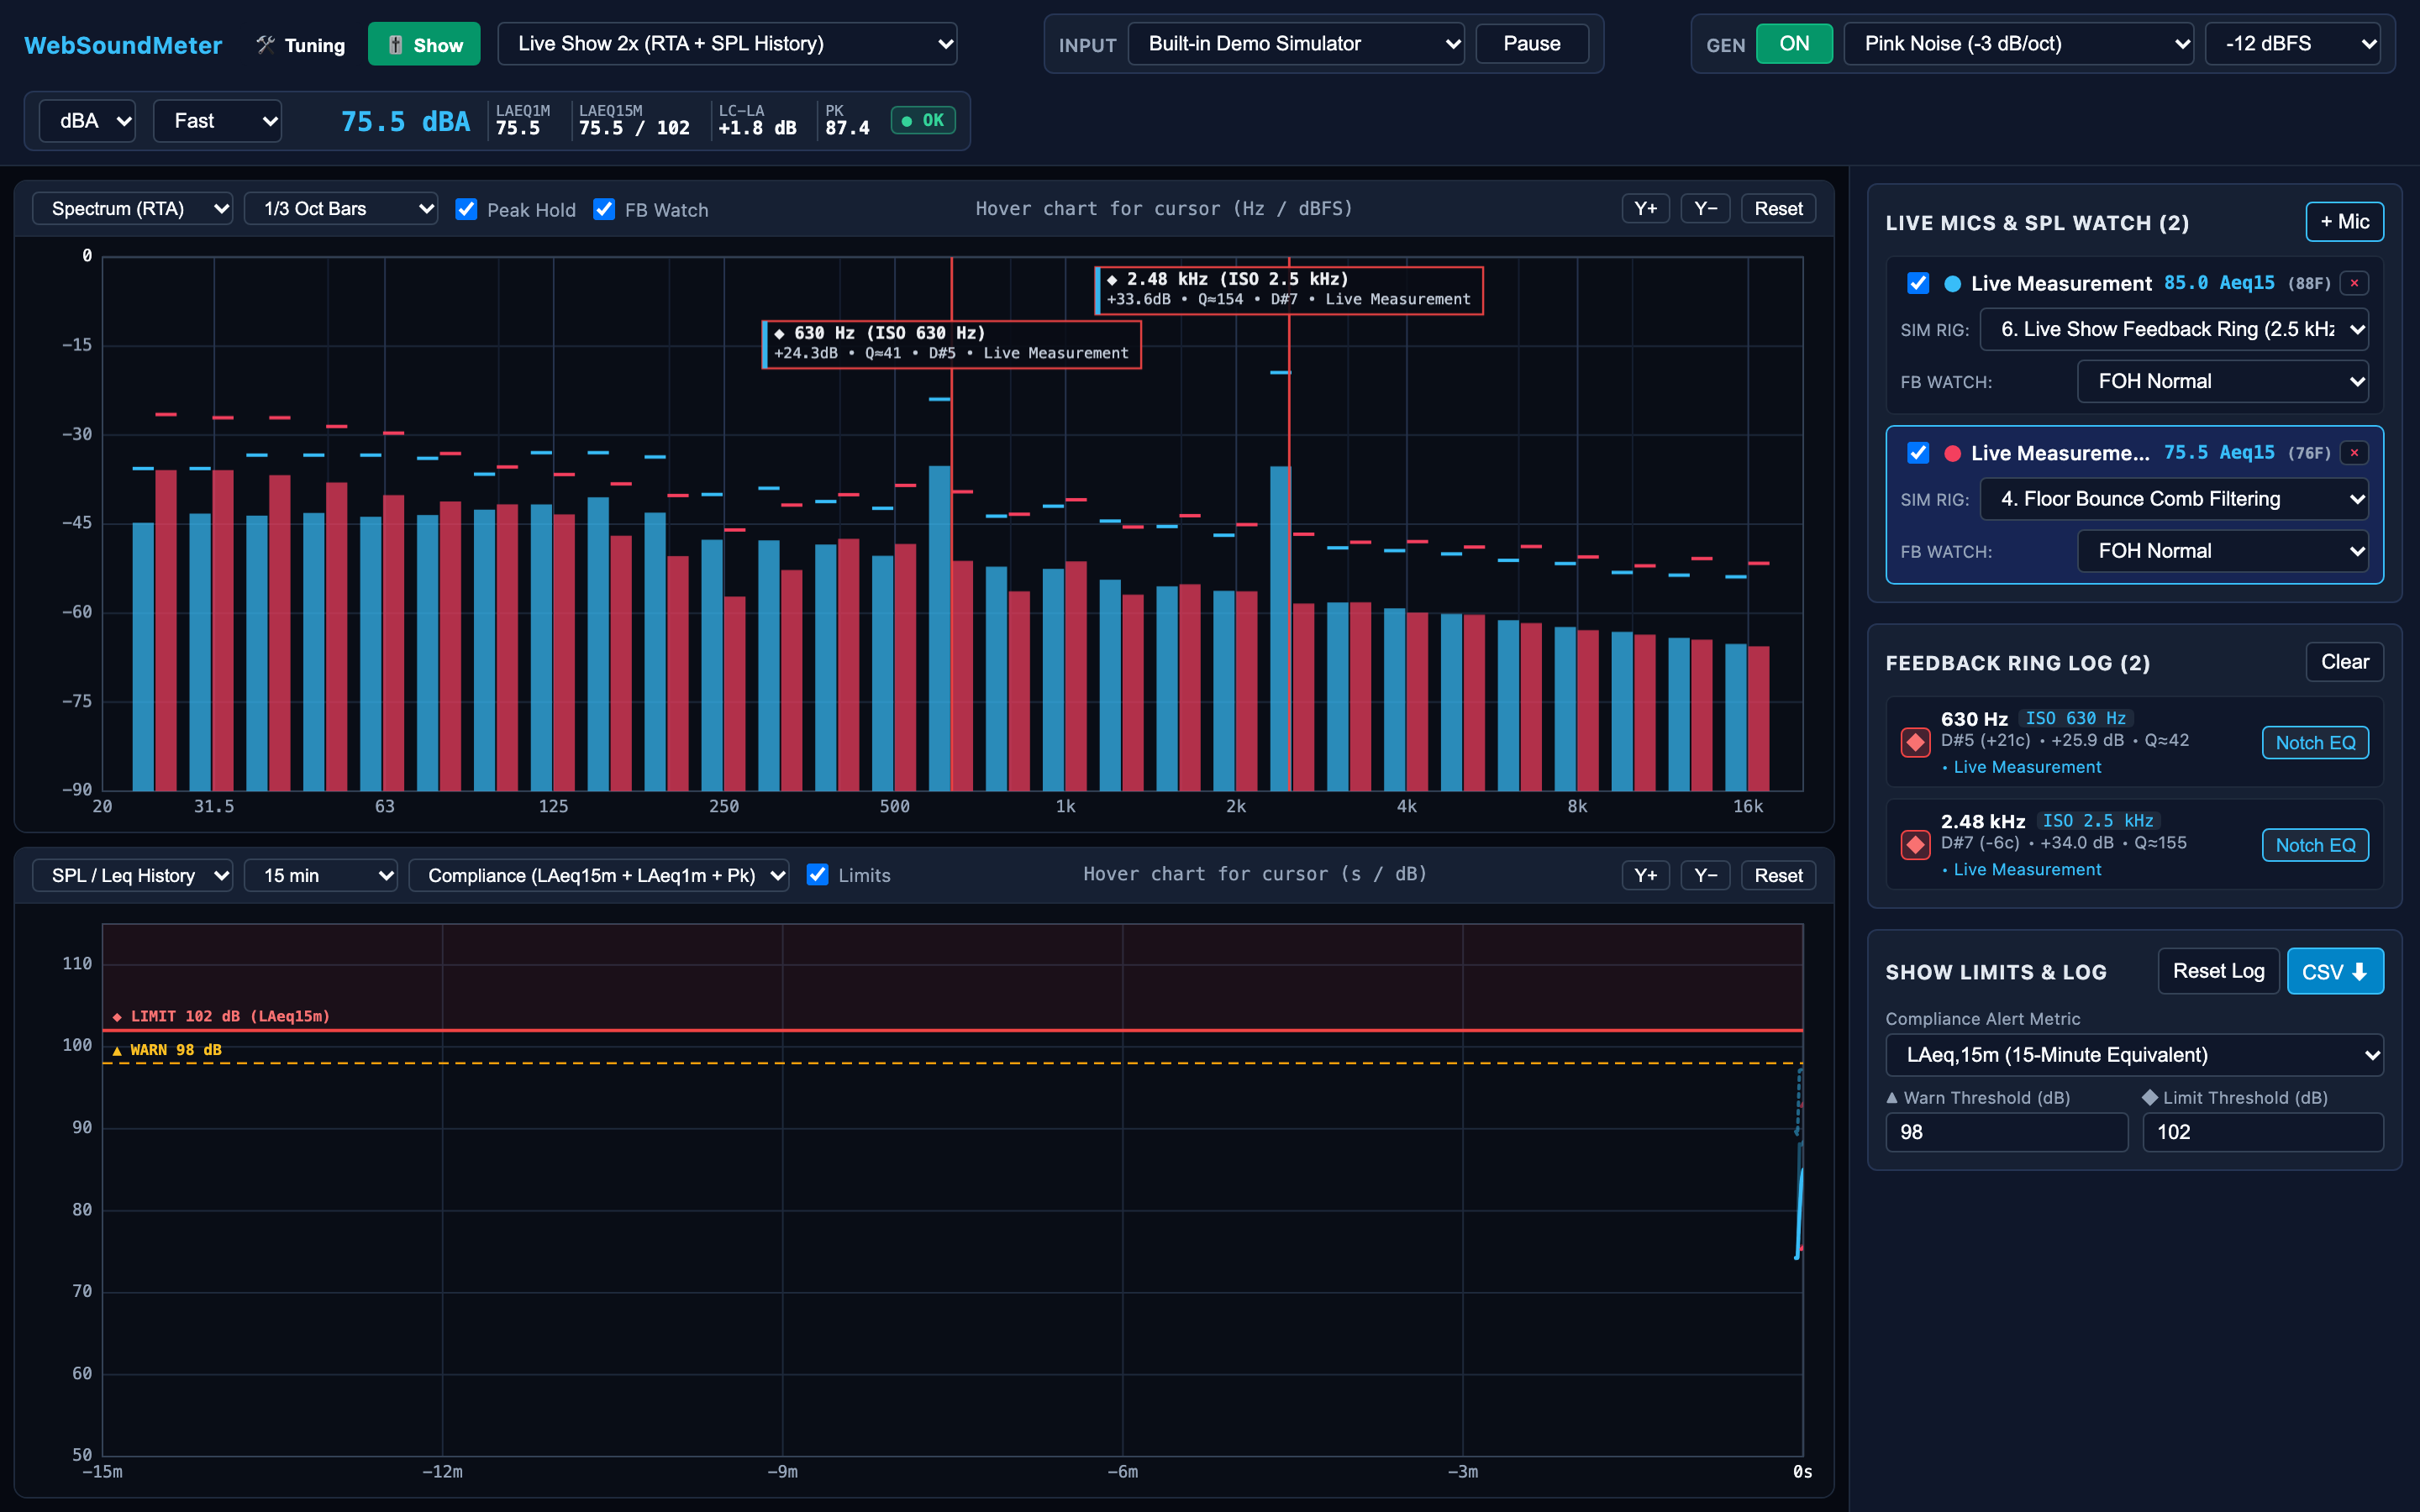 WebSoundMeter 🛠 Tuning 🎚 Show Live Show 2x (RTA + SPL History) INPUT Built-in Demo Simulator Pause GEN ON Pink Noise (-3 dB/oct) -12 dBFS
dBA Fast 75.5 dBA LAEQ1M 75.5 LAEQ15M 75.5 / 102 LC-LA +1.8 dB PK 87.4 ● OK
Spectrum (RTA) 1/3 Oct Bars Peak Hold FB Watch Hover chart for cursor (Hz / dBFS) Y+ Y− Reset
0
−15
−30
−45
−60
−75
−90
◆ 2.48 kHz (ISO 2.5 kHz)
+33.6dB • Q≈154 • D#7 • Live Measurement
◆ 630 Hz (ISO 630 Hz)
+24.3dB • Q≈41 • D#5 • Live Measurement
20 31.5 63 125 250 500 1k 2k 4k 8k 16k
SPL / Leq History 15 min Compliance (LAeq15m + LAeq1m + Pk) Limits Hover chart for cursor (s / dB) Y+ Y− Reset
110
◆ LIMIT 102 dB (LAeq15m)
100
▲ WARN 98 dB
90
80
70
60
50
−15m −12m −9m −6m −3m 0s
LIVE MICS & SPL WATCH (2) + Mic
Live Measurement 85.0 Aeq15 (88F) ×
SIM RIG: 6. Live Show Feedback Ring (2.5 kHz
FB WATCH: FOH Normal
Live Measureme... 75.5 Aeq15 (76F) ×
SIM RIG: 4. Floor Bounce Comb Filtering
FB WATCH: FOH Normal
FEEDBACK RING LOG (2) Clear
630 Hz ISO 630 Hz
D#5 (+21c) • +25.9 dB • Q≈42
• Live Measurement
Notch EQ
2.48 kHz ISO 2.5 kHz
D#7 (-6c) • +34.0 dB • Q≈155
• Live Measurement
Notch EQ
SHOW LIMITS & LOG Reset Log CSV ⬇
Compliance Alert Metric
LAeq,15m (15-Minute Equivalent)
▲ Warn Threshold (dB) ◆ Limit Threshold (dB)
98 102